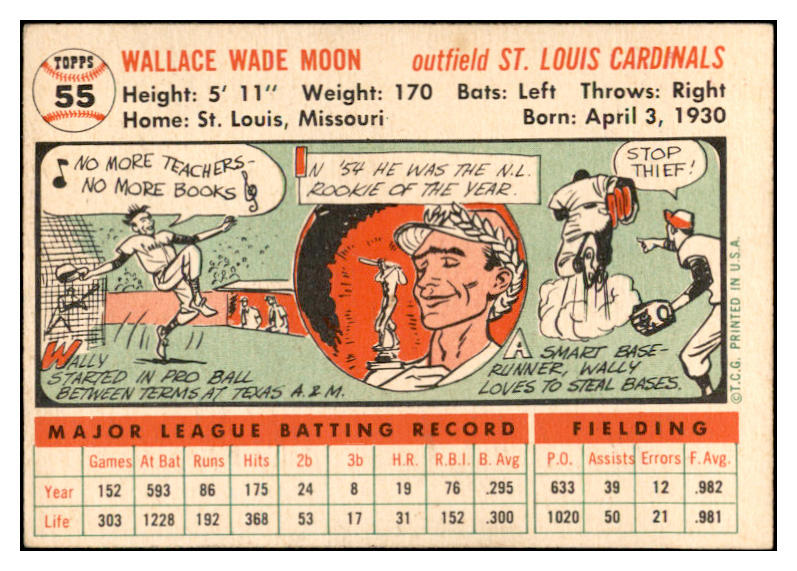 TOPPS
55
WALLACE WADE MOON outfield ST. LOUIS CARDINALS
Height: 5' 11" Weight: 170 Bats: Left Throws: Right
Home: St. Louis, Missouri Born: April 3, 1930
NO MORE TEACHERS-
NO MORE BOOKS
IN '54 HE WAS THE N.L.
ROOKIE OF THE YEAR.
STOP
THIEF!
WALLY
STARTED IN PRO BALL
BETWEEN TERMS AT TEXAS A. & M.
A SMART BASE-
RUNNER, WALLY
LOVES TO STEAL BASES.
©T.C.G. PRINTED IN U.S.A.
MAJOR LEAGUE BATTING RECORD FIELDING
Games At Bat Runs Hits 2b 3b H.R. R.B.I. B. Avg P.O. Assists Errors F. Avg.
Year 152 593 86 175 24 8 19 76 .295 633 39 12 .982
Life 303 1228 192 368 53 17 31 152 .300 1020 50 21 .981